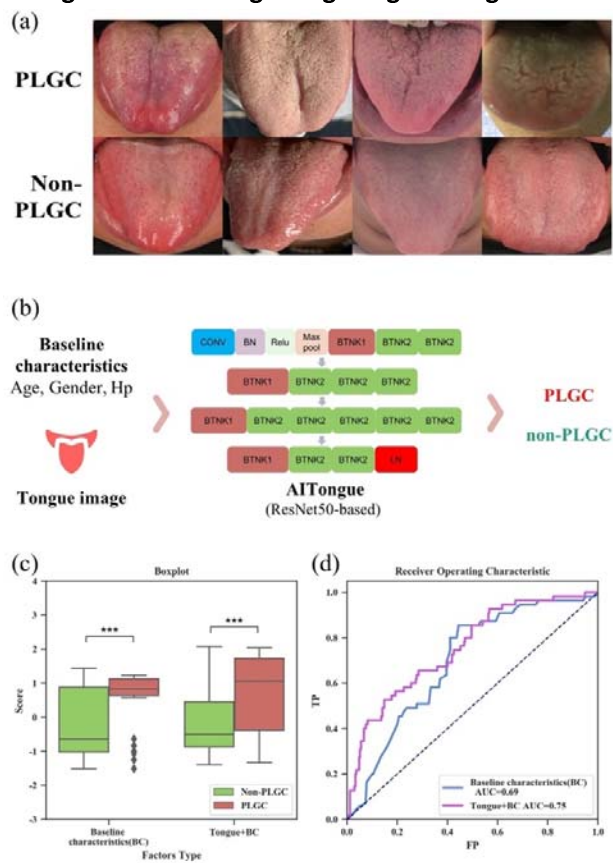 (a)
PLGC
Non-
PLGC
(b)
Baseline
characteristics
Age, Gender, Hp
Tongue image
CONV BN Relu Max pool BTNK1 BTNK2 BTNK2
BTNK1 BTNK2 BTNK2 BTNK2
BTNK1 BTNK2 BTNK2 BTNK2 BTNK2 BTNK2
BTNK1 BTNK2 BTNK2 LN
AITongue
(ResNet50-based)
PLGC
non-PLGC
(c)
Boxplot
Score
4
3
2
1
0
-1
-2
-3
***
***
Non-PLGC
PLGC
Baseline
characteristics(BC)
Tongue+BC
Factors Type
(d)
Receiver Operating Characteristic
TP
1.0
0.8
0.6
0.4
0.2
0.0
0.0 0.2 0.4 0.6 0.8 1.0
FP
Baseline characteristics(BC)
AUC=0.69
Tongue+BC AUC=0.75